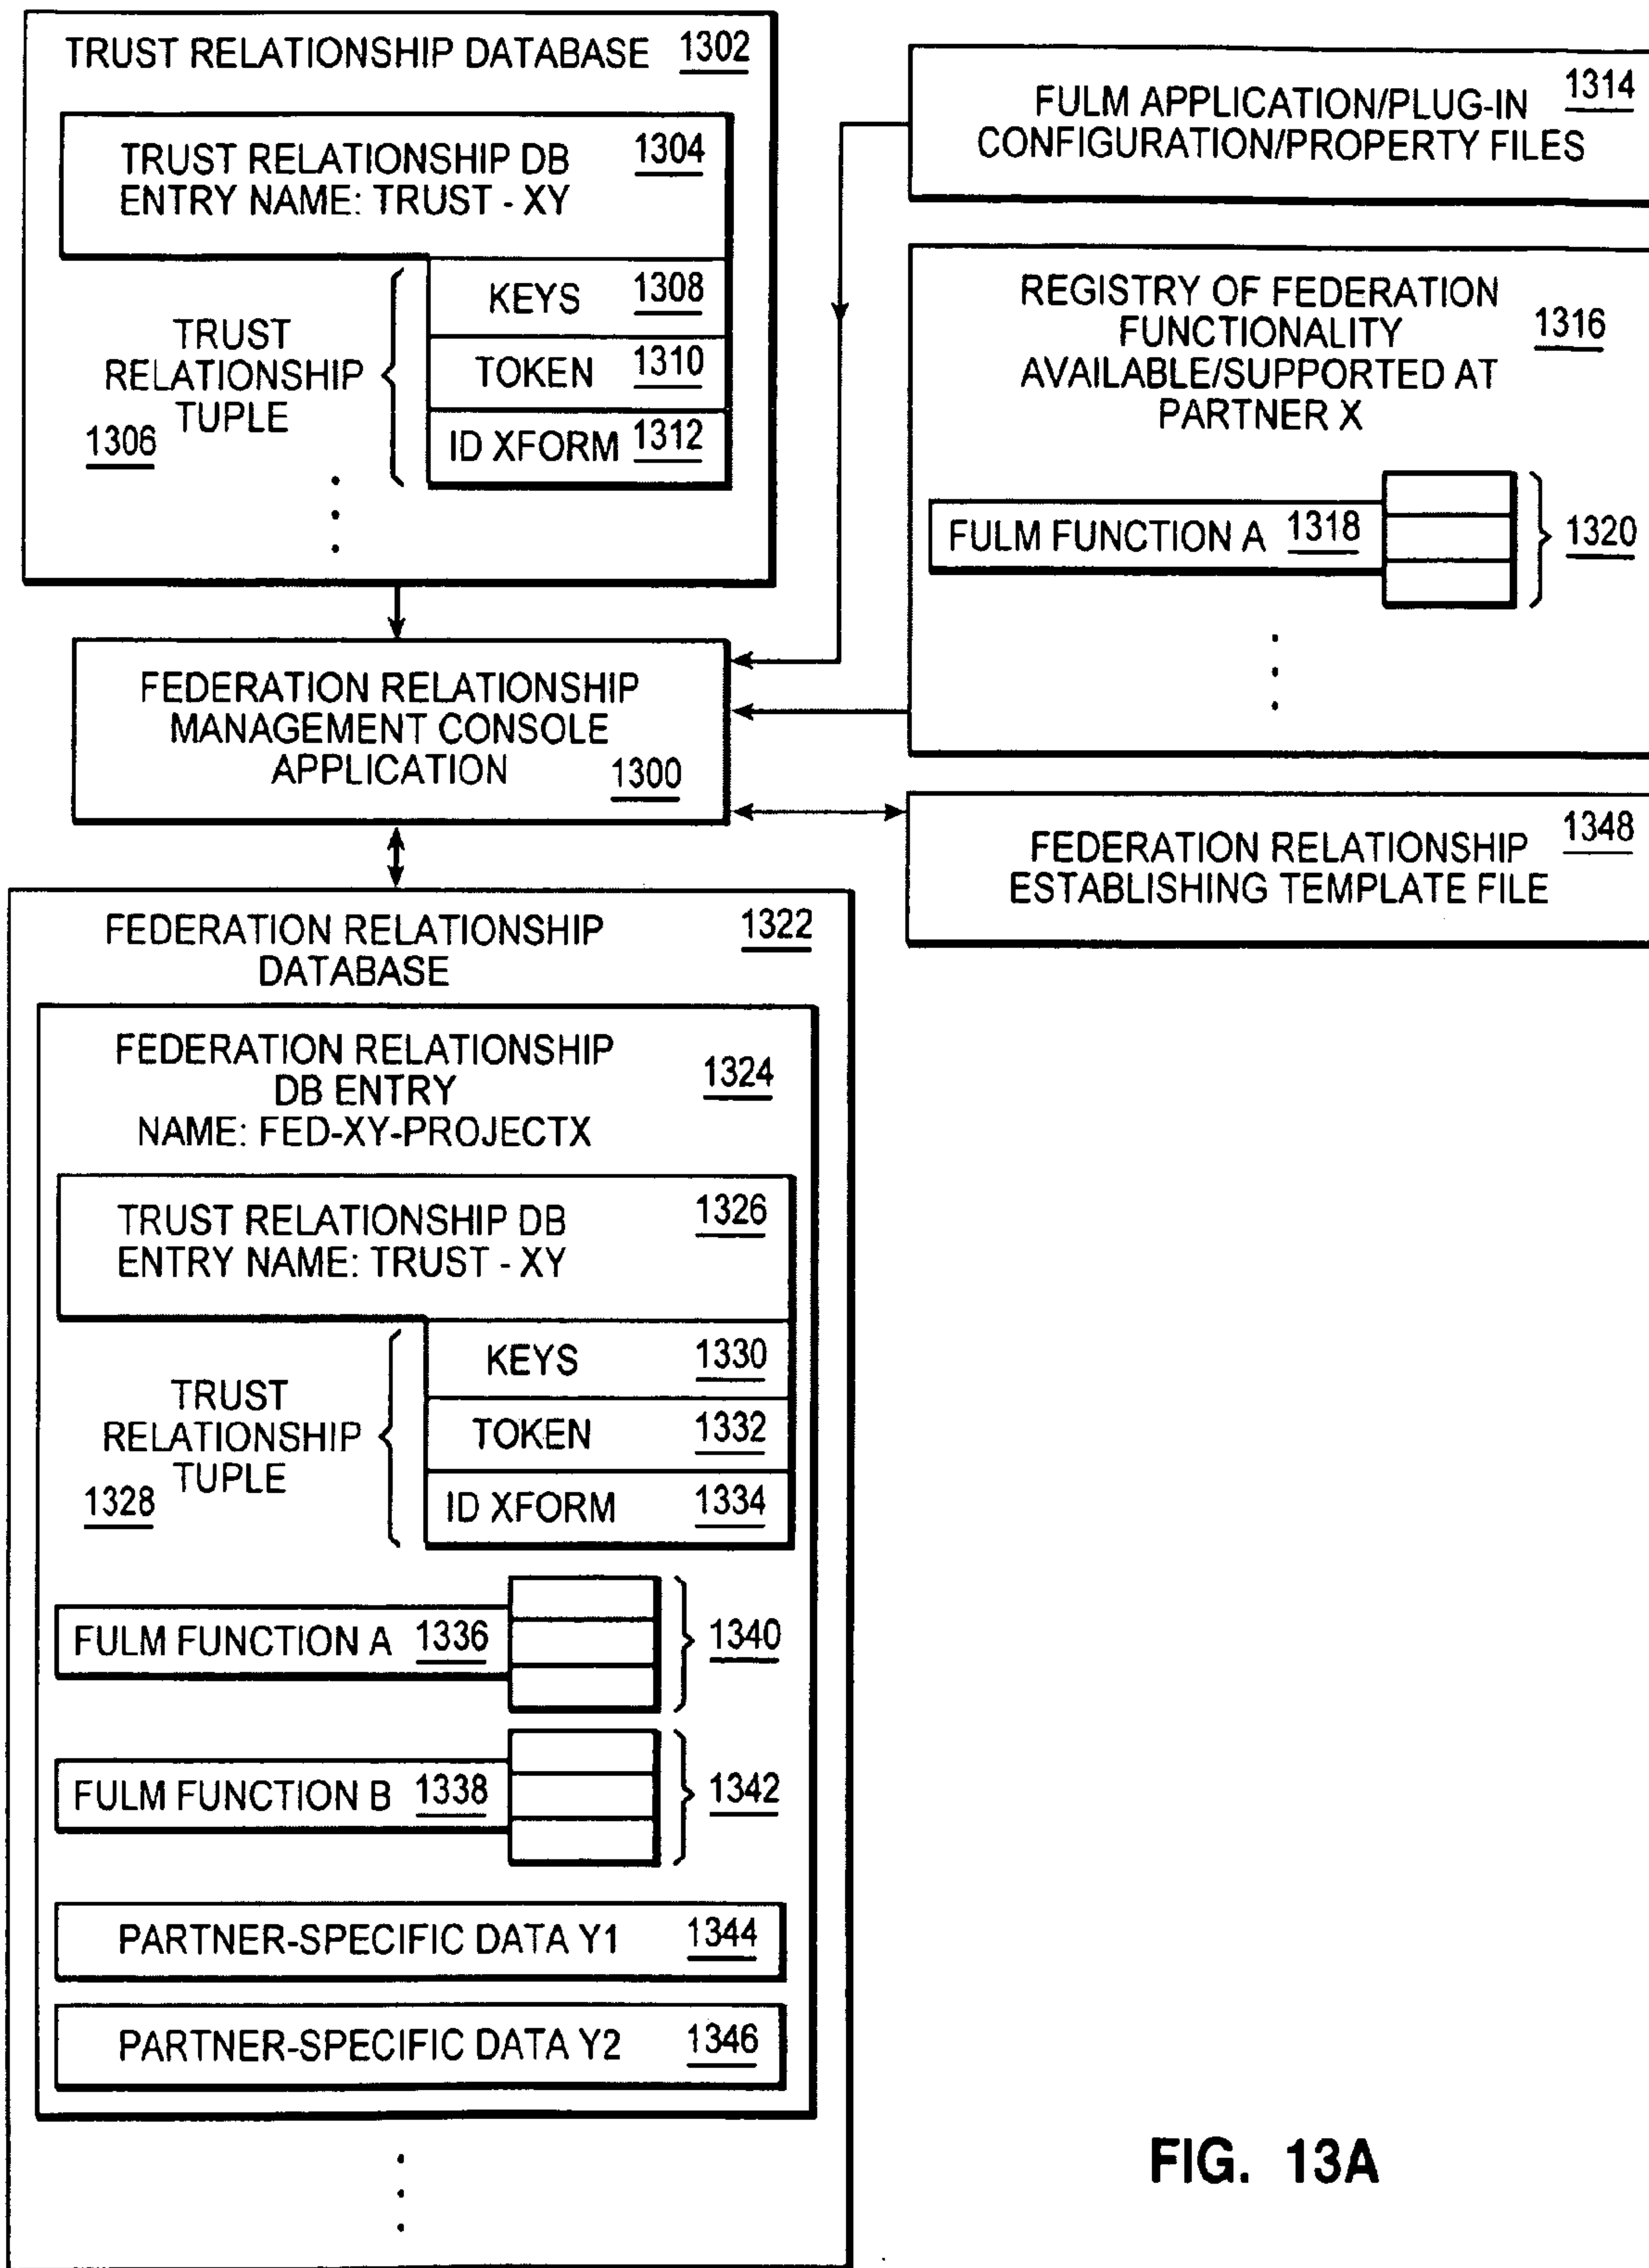 TRUST RELATIONSHIP DATABASE 1302
TRUST RELATIONSHIP DB 1304
ENTRY NAME: TRUST - XY
TRUST
RELATIONSHIP
TUPLE
1306
KEYS 1308
TOKEN 1310
ID XFORM 1312
FULM APPLICATION/PLUG-IN 1314
CONFIGURATION/PROPERTY FILES
REGISTRY OF FEDERATION
FUNCTIONALITY 1316
AVAILABLE/SUPPORTED AT
PARTNER X
FULM FUNCTION A 1318
1320
FEDERATION RELATIONSHIP
MANAGEMENT CONSOLE
APPLICATION 1300
FEDERATION RELATIONSHIP 1348
ESTABLISHING TEMPLATE FILE
FEDERATION RELATIONSHIP 1322
DATABASE
FEDERATION RELATIONSHIP
DB ENTRY 1324
NAME: FED-XY-PROJECTX
TRUST RELATIONSHIP DB 1326
ENTRY NAME: TRUST - XY
TRUST
RELATIONSHIP
TUPLE
1328
KEYS 1330
TOKEN 1332
ID XFORM 1334
FULM FUNCTION A 1336
1340
FULM FUNCTION B 1338
1342
PARTNER-SPECIFIC DATA Y1 1344
PARTNER-SPECIFIC DATA Y2 1346
FIG. 13A